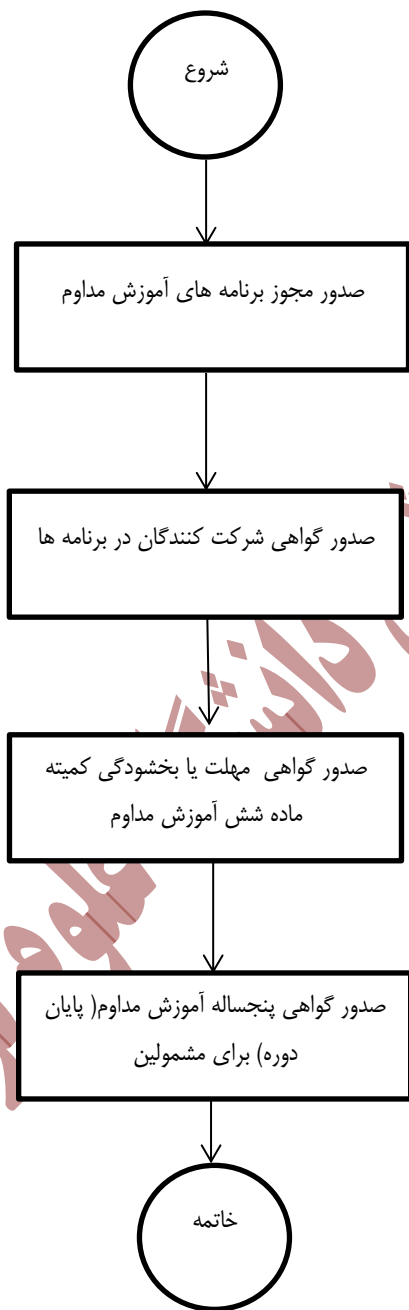 شروع
صدور مجوز برنامه های آموزش مداوم
صدور گواهی شرکت کنندگان در برنامه ها
صدور گواهی مهلت یا بخشودگی کمیته
ماده شش آموزش مداوم
صدور گواهی پنجساله آموزش مداوم( پایان
دوره) برای مشمولین
خاتمه